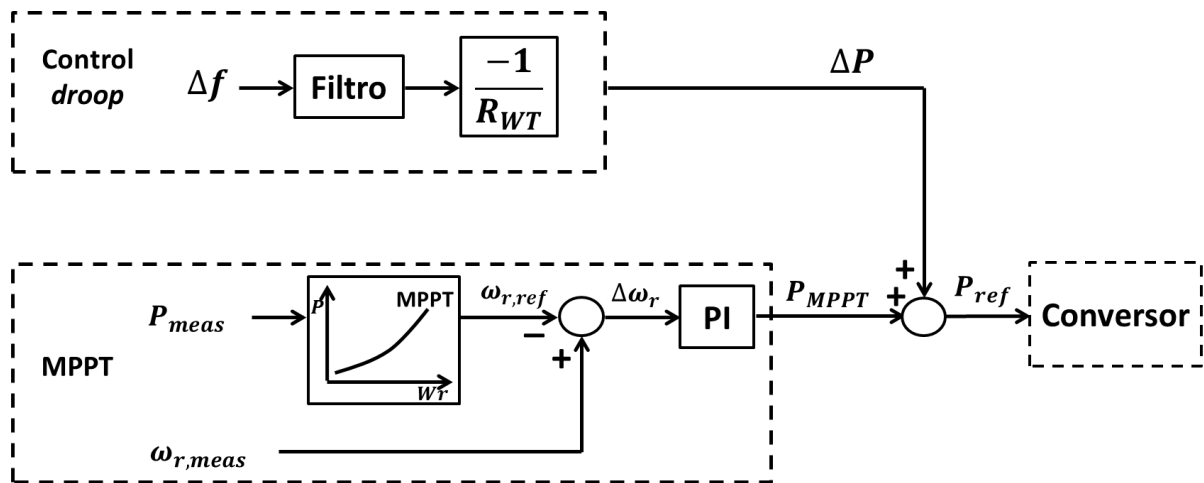 Control
droop
Δf
Filtro
−1
R_WT
ΔP
P_meas
MPPT
P
MPPT
Wr
ω_r,ref
−
+
Δω_r
PI
P_MPPT
+
+
P_ref
Conversor
ω_r,meas